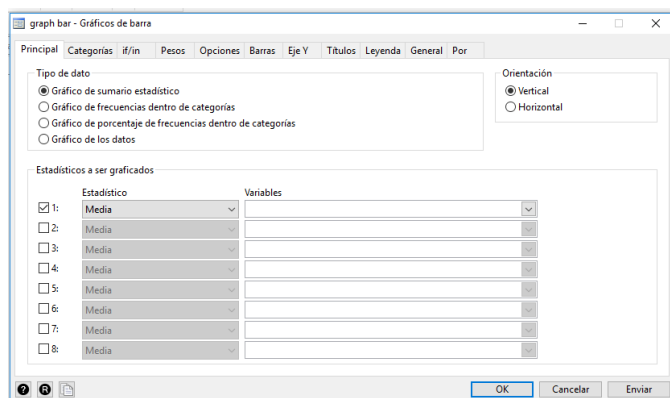 graph bar - Gráficos de barra
Principal Categorías if/in Pesos Opciones Barras Eje Y Títulos Leyenda General Por
Tipo de dato
Gráfico de sumario estadístico
Gráfico de frecuencias dentro de categorías
Gráfico de porcentaje de frecuencias dentro de categorías
Gráfico de los datos
Orientación
Vertical
Horizontal
Estadísticos a ser graficados
Estadístico Variables
1: Media
2: Media
3: Media
4: Media
5: Media
6: Media
7: Media
8: Media
? R OK Cancelar Enviar